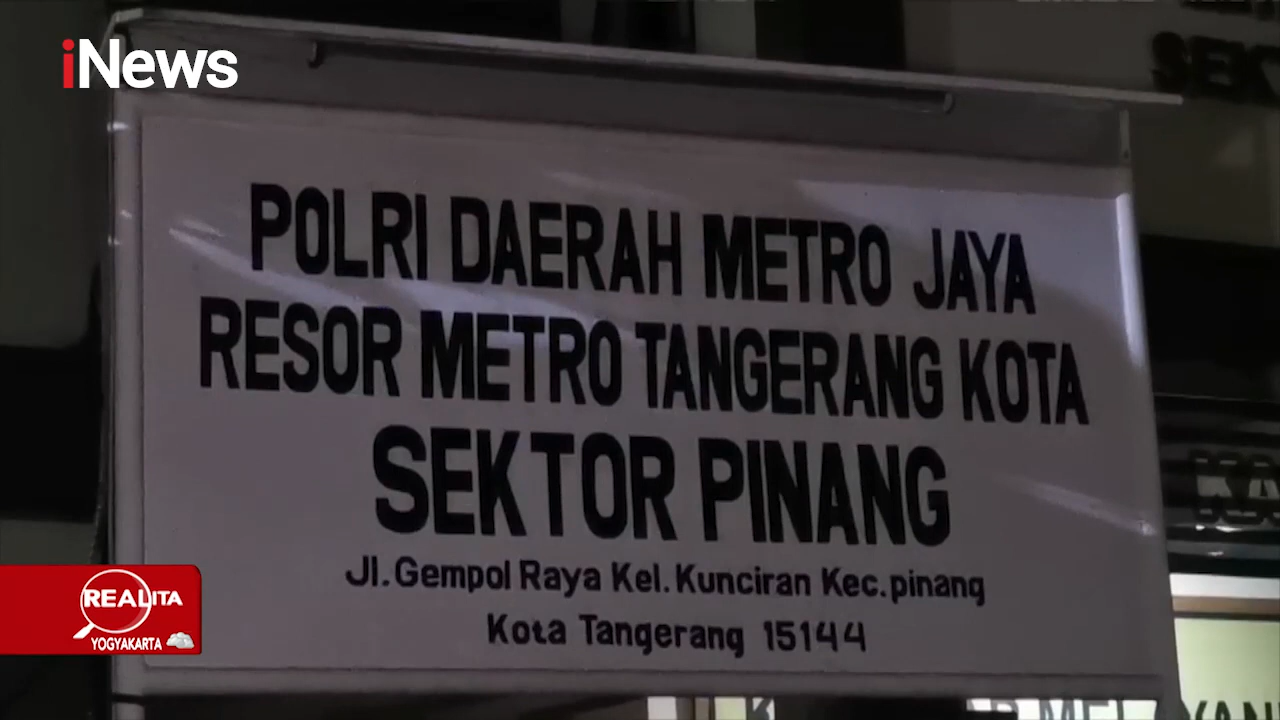 iNews
SEKT
POLRI DAERAH METRO JAYA
RESOR METRO TANGERANG KOTA
SEKTOR PINANG
Jl. Gempol Raya Kel. Kunciran Kec. pinang
Kota Tangerang 15144
REALITA
YOGYAKARTA